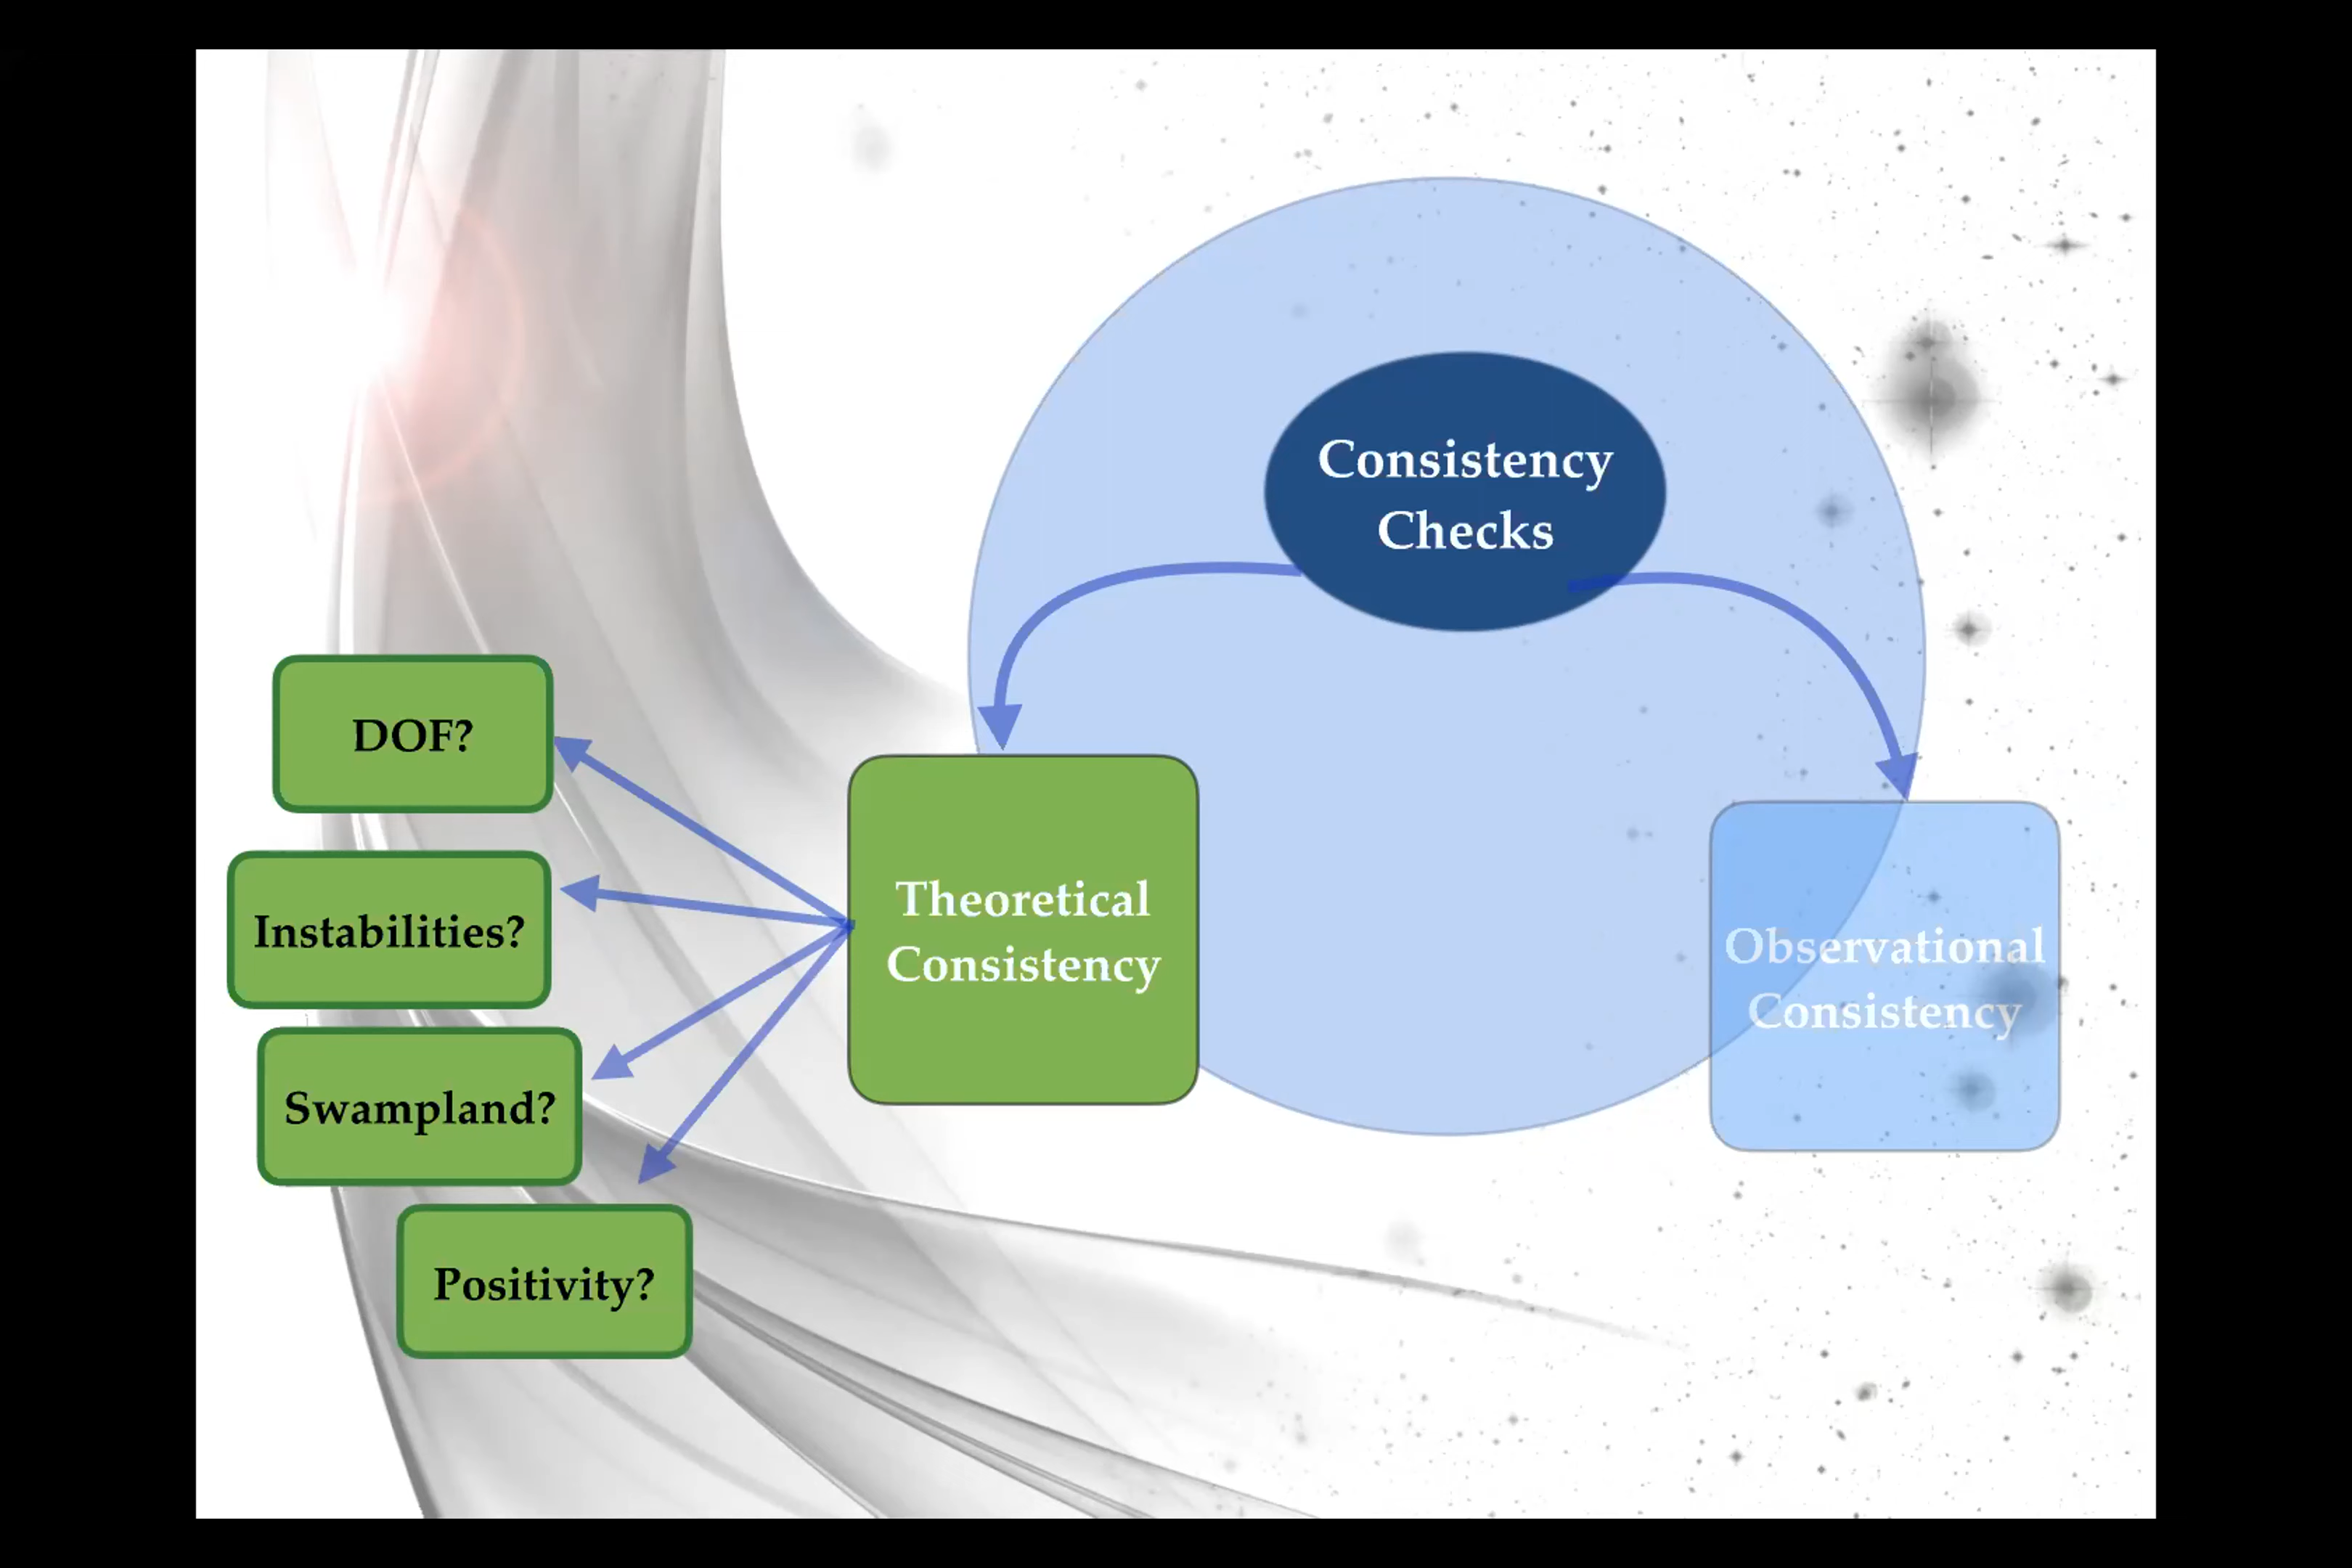 Consistency
Checks
DOF?
Instabilities?
Swampland?
Positivity?
Theoretical
Consistency
Observational
Consistency